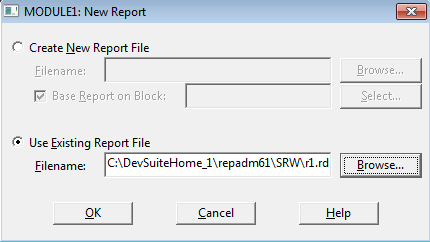 MODULE1: New Report
Create New Report File
Filename: Browse...
Base Report on Block: Select...
Use Existing Report File
Filename: C:\DevSuiteHome_1\repadm61\SRW\r1.rd Browse...
OK Cancel Help